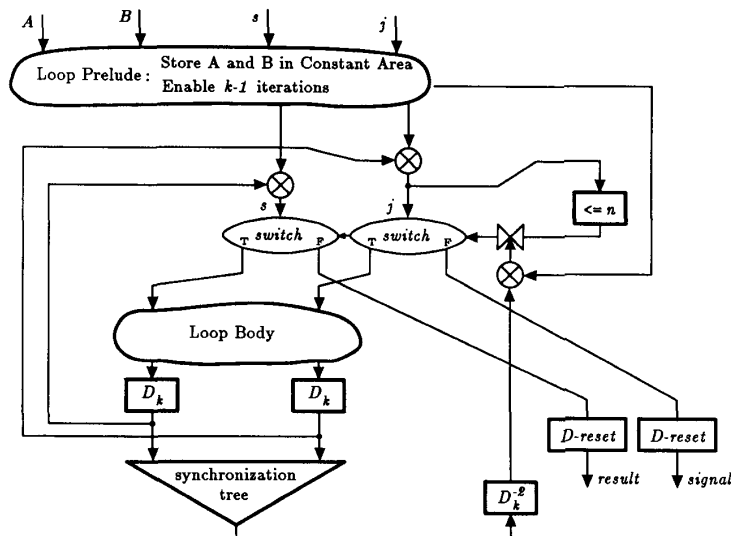 A B s j
Loop Prelude: Store A and B in Constant Area
Enable k-1 iterations
s j
<= n
T switch F T switch F
Loop Body
D_k D_k
D-reset D-reset
synchronization
tree
D_k^-2
result signal